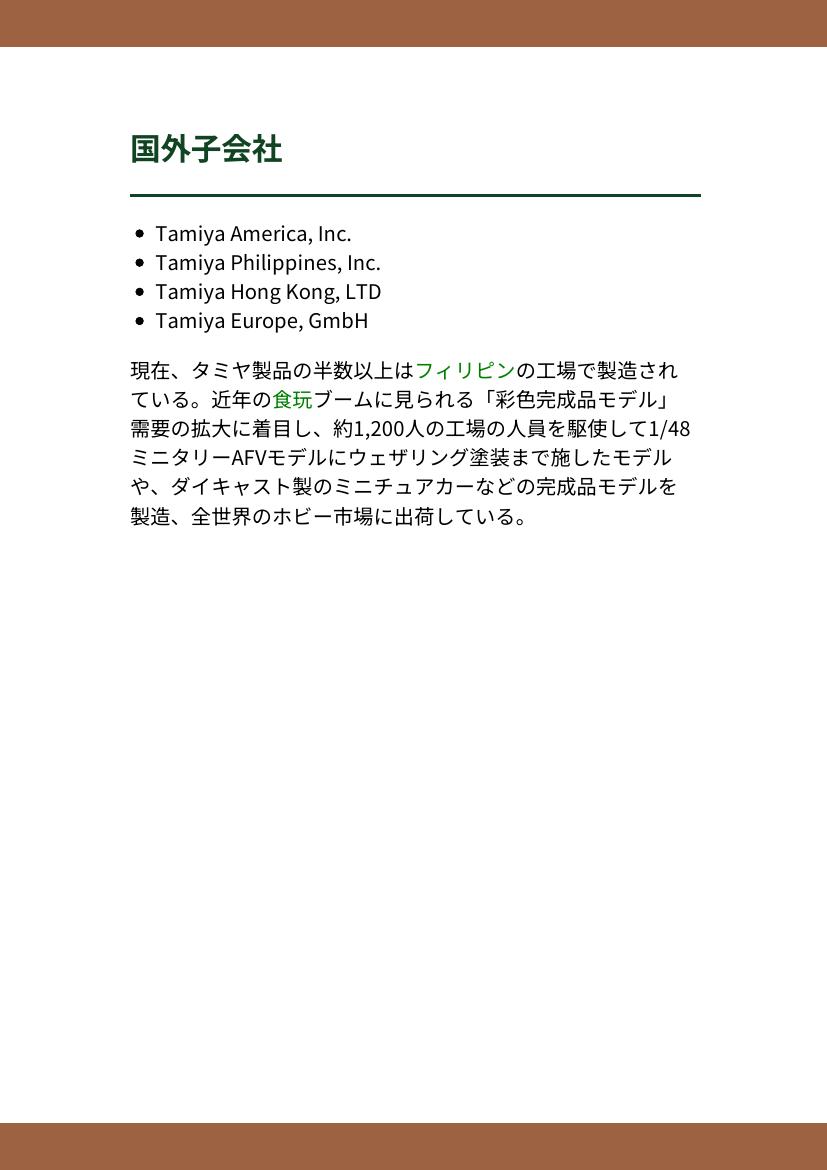 国外子会社
Tamiya America, Inc.
Tamiya Philippines, Inc.
Tamiya Hong Kong, LTD
Tamiya Europe, GmbH
現在、タミヤ製品の半数以上はフィリピンの工場で製造され
ている。近年の食玩ブームに見られる「彩色完成品モデル」
需要の拡大に着目し、約1,200人の工場の人員を駆使して1/48
ミニタリーAFVモデルにウェザリング塗装まで施したモデル
や、ダイキャスト製のミニチュアカーなどの完成品モデルを
製造、全世界のホビー市場に出荷している。